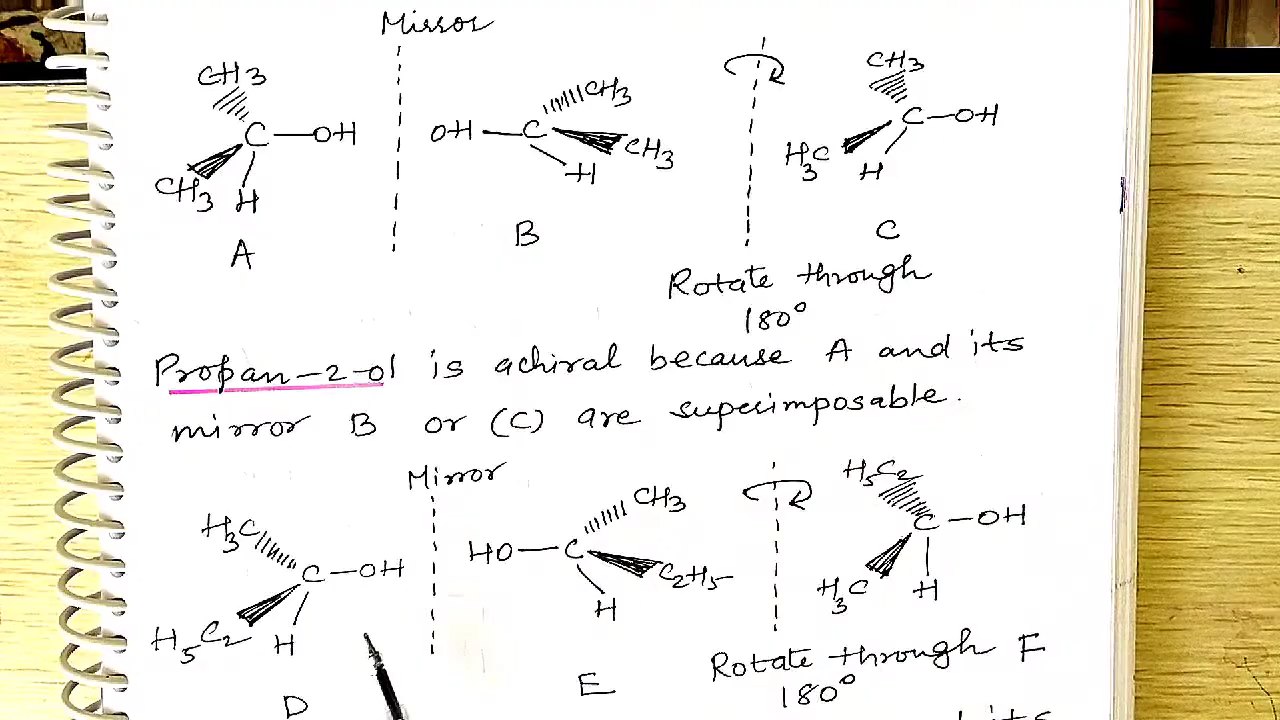 Mirror
CH3
C—OH
CH3 H
A
CH3
OH—C
CH3
H
B
CH3
C—OH
H3C H
C
Rotate through
180°
Propan-2-ol is achiral because A and its
mirror B or (C) are superimposable.
Mirror
H3C
C—OH
H5C2 H
D
CH3
HO—C
C2H5
H
E
H5C2
C—OH
H3C H
F
Rotate through
180°
its